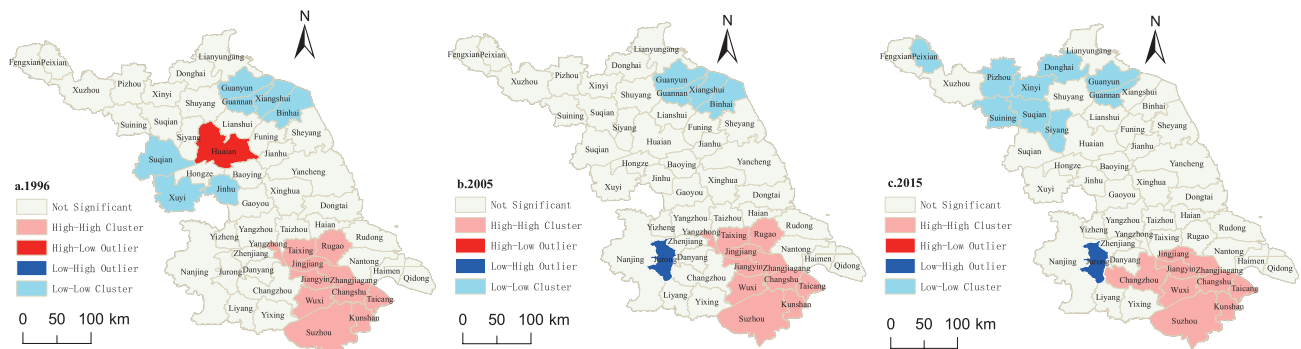 N
Lianyungang
Fengxian Peixian
Donghai
Pizhou
Xuzhou
Xinyi
Guanyun
Shuyang
Guannan
Xiangshui
Binhai
Suining
Suqian
Lianshui
Siyang
Funing
Sheyang
Huaian
Suqian
Jianhu
Hongze
Baoying
Yancheng
Xuyi
Jinhu
Xinghua
Gaoyou
Dongtai
Yangzhou
Taizhou
Haian
Yizheng
Rudong
Yangzhong
Taixing
Rugao
Zhenjiang
Nantong
Nanjing
Jurong
Danyang
Jingjiang
Haimen
Qidong
Jiangyin
Zhangjiagang
Changzhou
Changshu
Wuxi
Taicang
Liyang
Yixing
Kunshan
Suzhou
a.1996
Not Significant
High-High Cluster
High-Low Outlier
Low-High Outlier
Low-Low Cluster
0 50 100 km
N
Lianyungang
Fengxian Peixian
Donghai
Pizhou
Xuzhou
Xinyi
Guanyun
Shuyang
Guannan
Xiangshui
Binhai
Suining
Suqian
Lianshui
Siyang
Funing
Sheyang
Huaian
Suqian
Jianhu
Hongze
Baoying
Yancheng
Xuyi
Jinhu
Xinghua
Gaoyou
Dongtai
Yangzhou
Taizhou
Haian
Yizheng
Rudong
Yangzhong
Taixing
Rugao
Zhenjiang
Nantong
Nanjing
Jurong
Danyang
Jingjiang
Haimen
Qidong
Jiangyin
Zhangjiagang
Changzhou
Changshu
Wuxi
Taicang
Liyang
Yixing
Kunshan
Suzhou
b.2005
Not Significant
High-High Cluster
High-Low Outlier
Low-High Outlier
Low-Low Cluster
0 50 100 km
N
Lianyungang
Fengxian Peixian
Donghai
Pizhou
Xuzhou
Xinyi
Guanyun
Shuyang
Guannan
Xiangshui
Binhai
Suining
Suqian
Lianshui
Siyang
Funing
Sheyang
Huaian
Suqian
Jianhu
Hongze
Baoying
Yancheng
Xuyi
Jinhu
Xinghua
Gaoyou
Dongtai
Yangzhou
Taizhou
Haian
Yizheng
Rudong
Yangzhong
Taixing
Rugao
Zhenjiang
Nantong
Nanjing
Jurong
Danyang
Jingjiang
Haimen
Qidong
Jiangyin
Zhangjiagang
Changzhou
Changshu
Wuxi
Taicang
Liyang
Yixing
Kunshan
Suzhou
c.2015
Not Significant
High-High Cluster
High-Low Outlier
Low-High Outlier
Low-Low Cluster
0 50 100 km